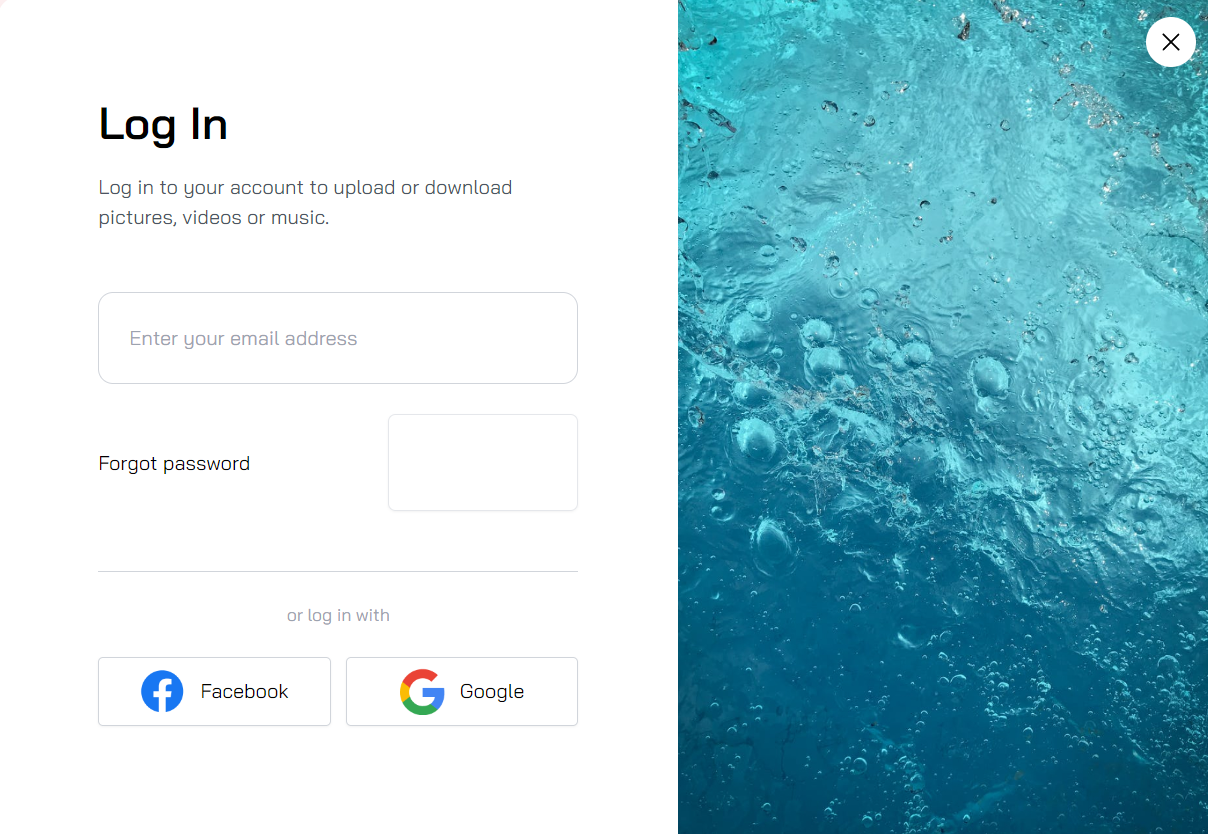 Log In
Log in to your account to upload or download
pictures, videos or music.
Enter your email address
Forgot password
or log in with
Facebook
Google